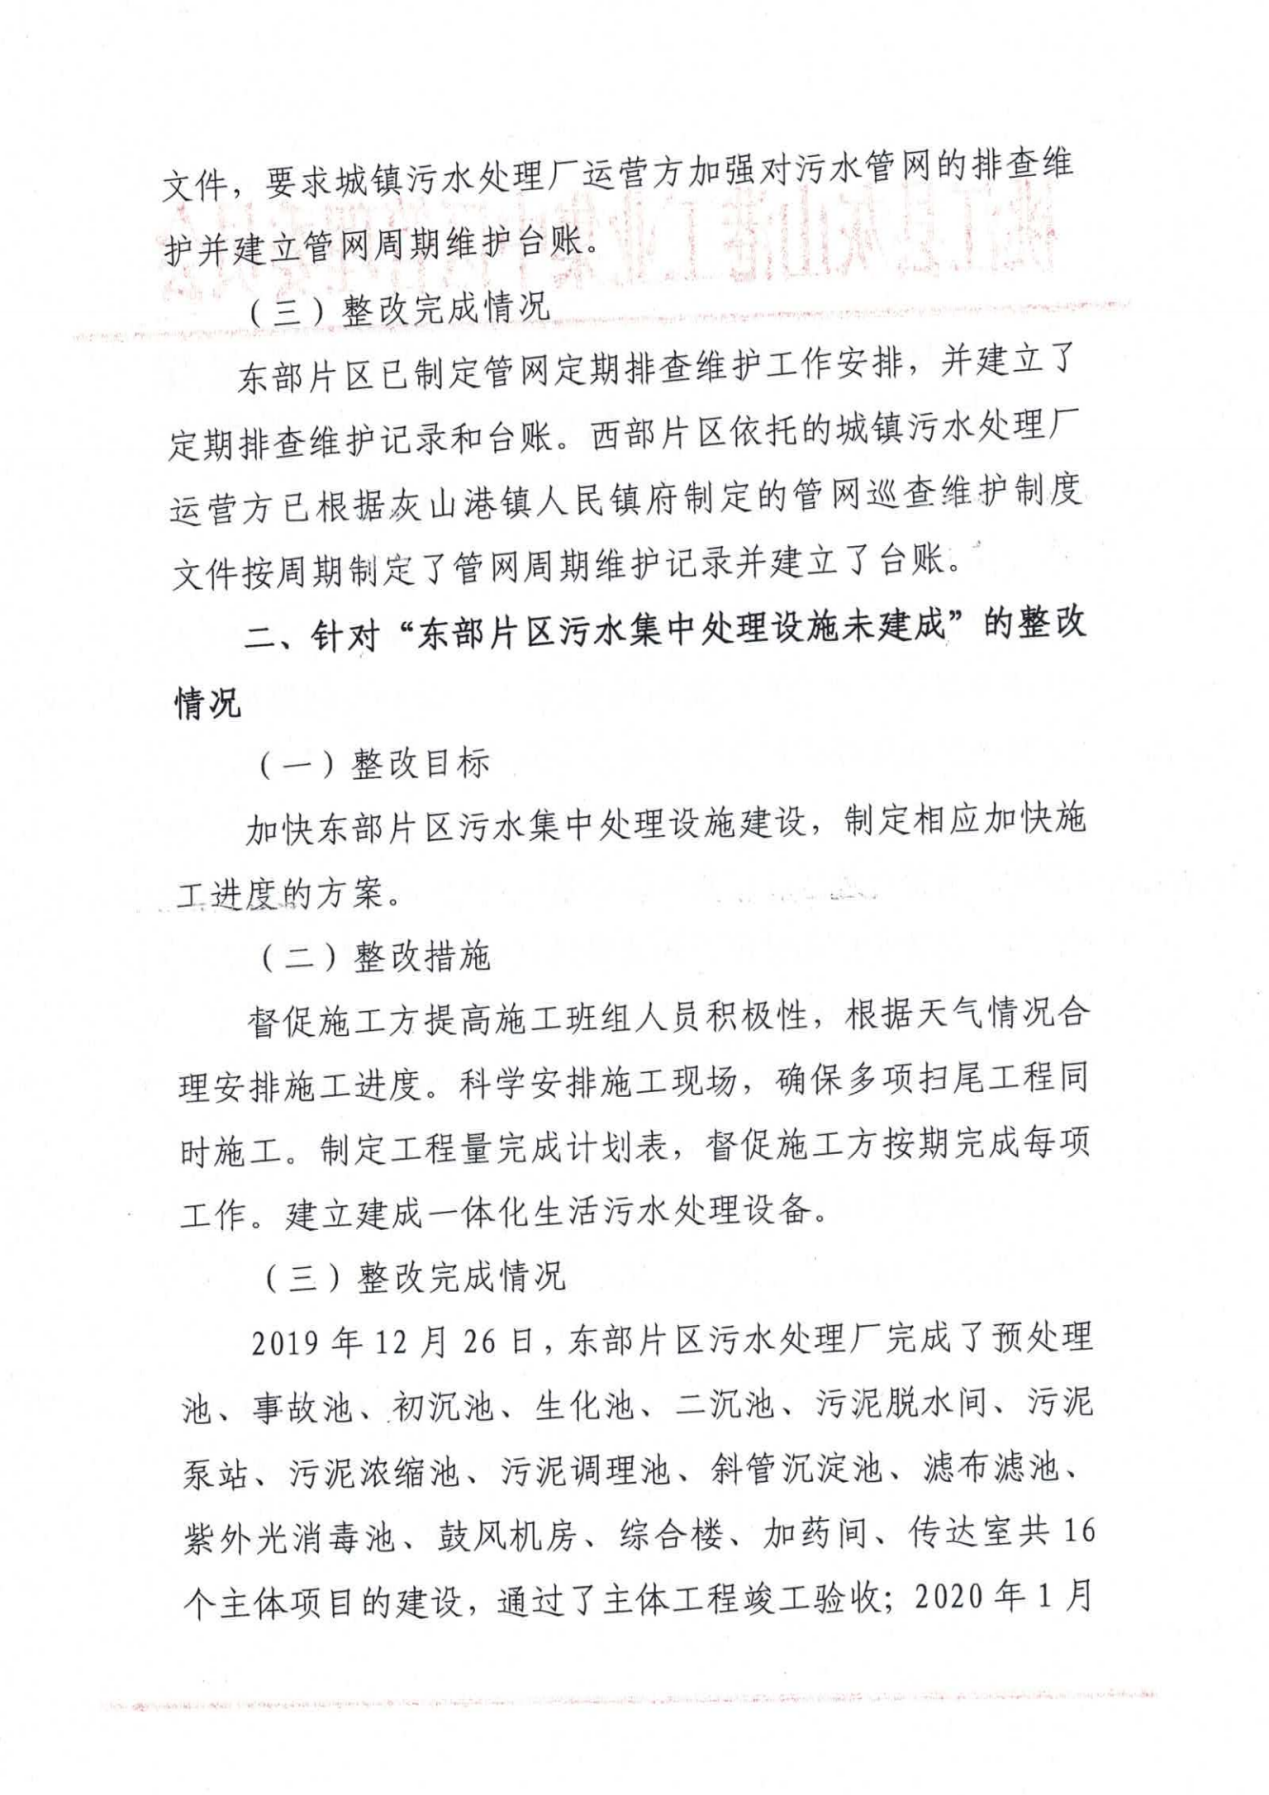 文件，要求城镇污水处理厂运营方加强对污水管网的排查维
护并建立管网周期维护台账。
（三）整改完成情况
东部片区已制定管网定期排查维护工作安排，并建立了
定期排查维护记录和台账。西部片区依托的城镇污水处理厂
运营方已根据灰山港镇人民镇府制定的管网巡查维护制度
文件按周期制定了管网周期维护记录并建立了台账。
二、针对“东部片区污水集中处理设施未建成”的整改
情况
（一）整改目标
加快东部片区污水集中处理设施建设，制定相应加快施
工进度的方案。
（二）整改措施
督促施工方提高施工班组人员积极性，根据天气情况合
理安排施工进度。科学安排施工现场，确保多项扫尾工程同
时施工。制定工程量完成计划表，督促施工方按期完成每项
工作。建立建成一体化生活污水处理设备。
（三）整改完成情况
2019年12月26日，东部片区污水处理厂完成了预处理
池、事故池、初沉池、生化池、二沉池、污泥脱水间、污泥
泵站、污泥浓缩池、污泥调理池、斜管沉淀池、滤布滤池、
紫外光消毒池、鼓风机房、综合楼、加药间、传达室共16
个主体项目的建设，通过了主体工程竣工验收；2020年1月